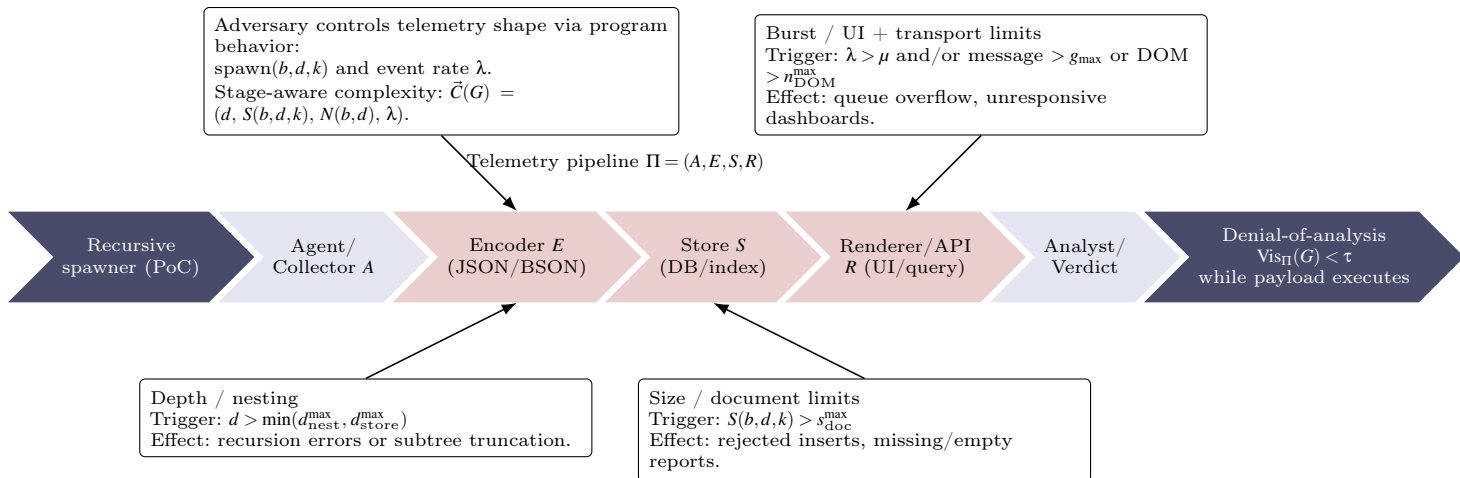 Adversary controls telemetry shape via program
behavior:
spawn(b,d,k) and event rate λ.
Stage-aware complexity: C⃗(G) =
(d, S(b,d,k), N(b,d), λ).
Burst / UI + transport limits
Trigger: λ > μ and/or message > g_max or DOM
> n_DOM^max
Effect: queue overflow, unresponsive
dashboards.
Telemetry pipeline Π = (A,E,S,R)
Recursive
spawner (PoC)
Agent/
Collector A
Encoder E
(JSON/BSON)
Store S
(DB/index)
Renderer/API
R (UI/query)
Analyst/
Verdict
Denial-of-analysis
Vis_Π(G) < τ
while payload executes
Depth / nesting
Trigger: d > min(d_nest^max, d_store^max)
Effect: recursion errors or subtree truncation.
Size / document limits
Trigger: S(b,d,k) > s_doc^max
Effect: rejected inserts, missing/empty
reports.